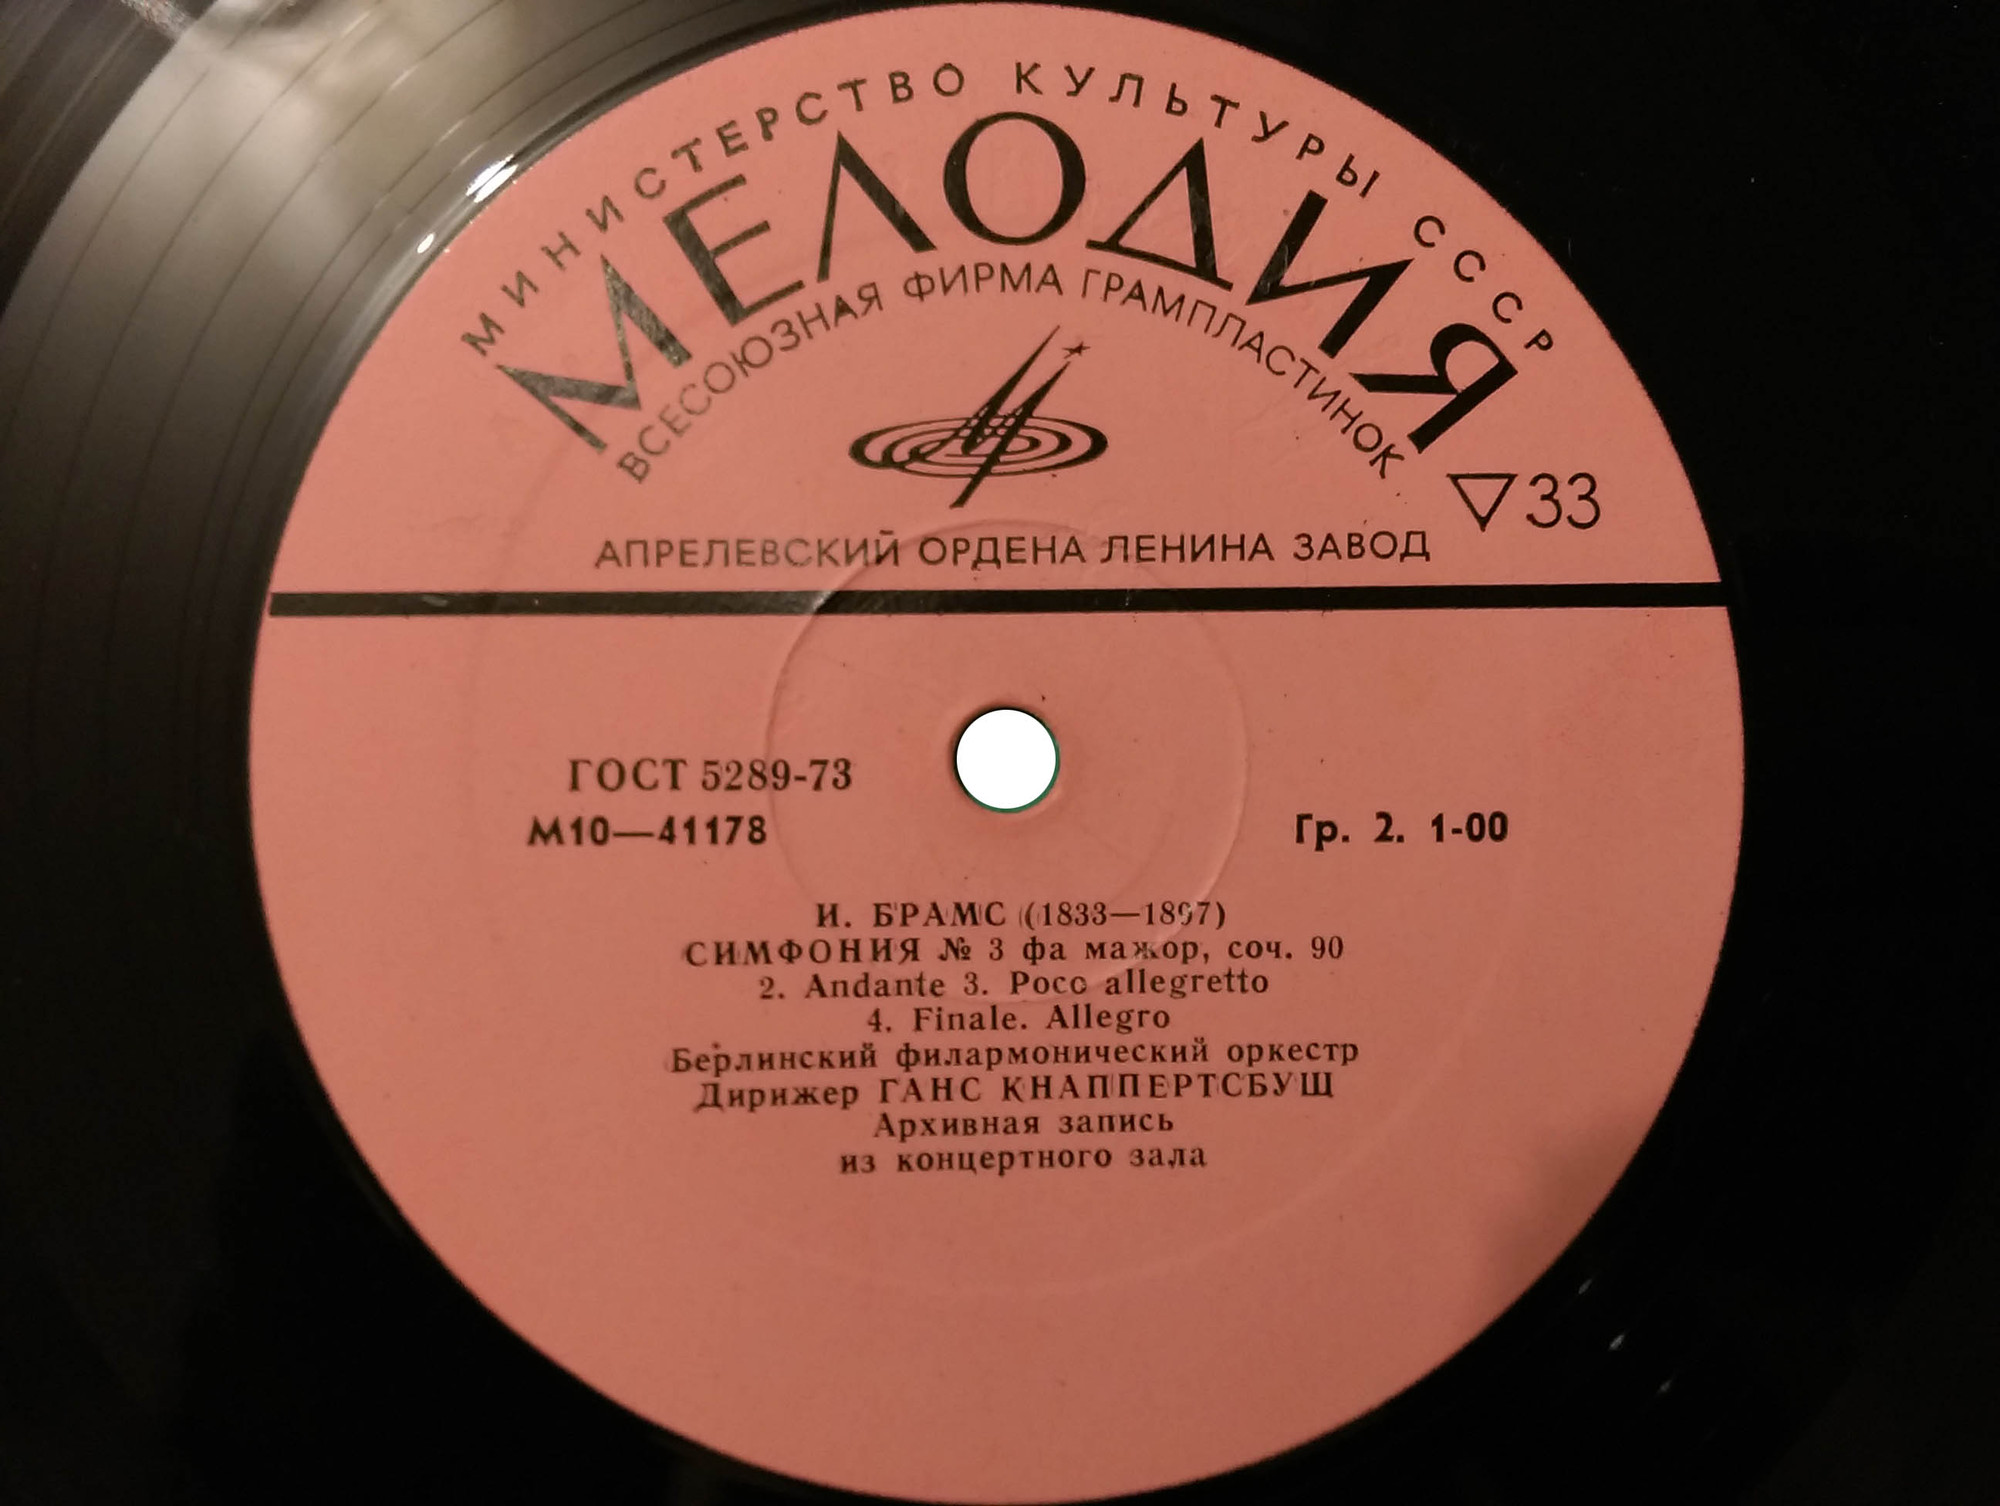 МИНИСТЕРСТВО КУЛЬТУРЫ СССР
МЕЛОДИЯ
ВСЕСОЮЗНАЯ ФИРМА ГРАМПЛАСТИНОК
33
АПРЕЛЕВСКИЙ ОРДЕНА ЛЕНИНА ЗАВОД
ГОСТ 5289-73
М10—41178
Гр. 2. 1-00
И. БРАМС (1833—1897)
СИМФОНИЯ № 3 фа мажор, соч. 90
2. Andante 3. Poco allegretto
4. Finale. Allegro
Берлинский филармонический оркестр
Дирижер ГАНС КНАППЕРТСБУЩ
Архивная запись
из концертного зала